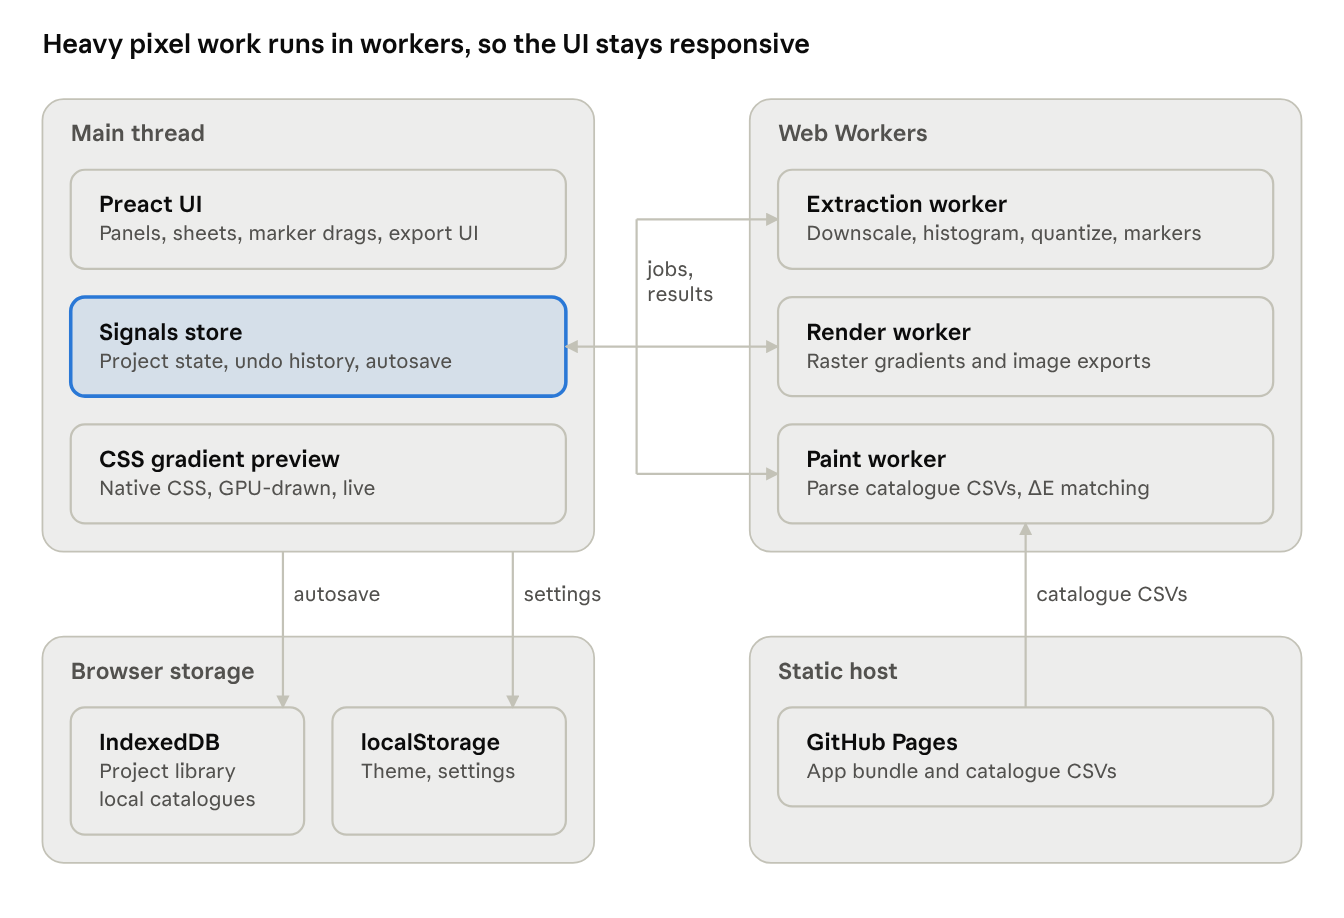 Heavy pixel work runs in workers, so the UI stays responsive
Main thread
Preact UI
Panels, sheets, marker drags, export UI
Signals store
Project state, undo history, autosave
CSS gradient preview
Native CSS, GPU-drawn, live
jobs,
results
Web Workers
Extraction worker
Downscale, histogram, quantize, markers
Render worker
Raster gradients and image exports
Paint worker
Parse catalogue CSVs, ΔE matching
autosave
settings
catalogue CSVs
Browser storage
IndexedDB
Project library
local catalogues
localStorage
Theme, settings
Static host
GitHub Pages
App bundle and catalogue CSVs